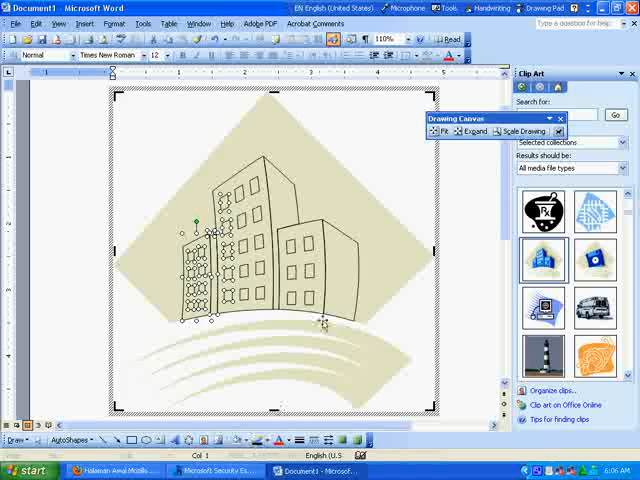 Document1 - Microsoft Word
EN English (United States) Microphone Tools Handwriting Drawing Pad
File Edit View Insert Format Tools Table Window Help Adobe PDF Acrobat Comments
Type a question for help
110% Read
Normal Times New Roman 12
Clip Art
Search for:
Go
Drawing Canvas
Fit Expand Scale Drawing
Selected collections
Results should be:
All media file types
Organize clips...
Clip art on Office Online
Tips for finding clips
Draw AutoShapes
Col 1 English (U.S
start Halaman Awal Mozilla... Microsoft Security Es... Document1 - Microsof... 6:06 AM